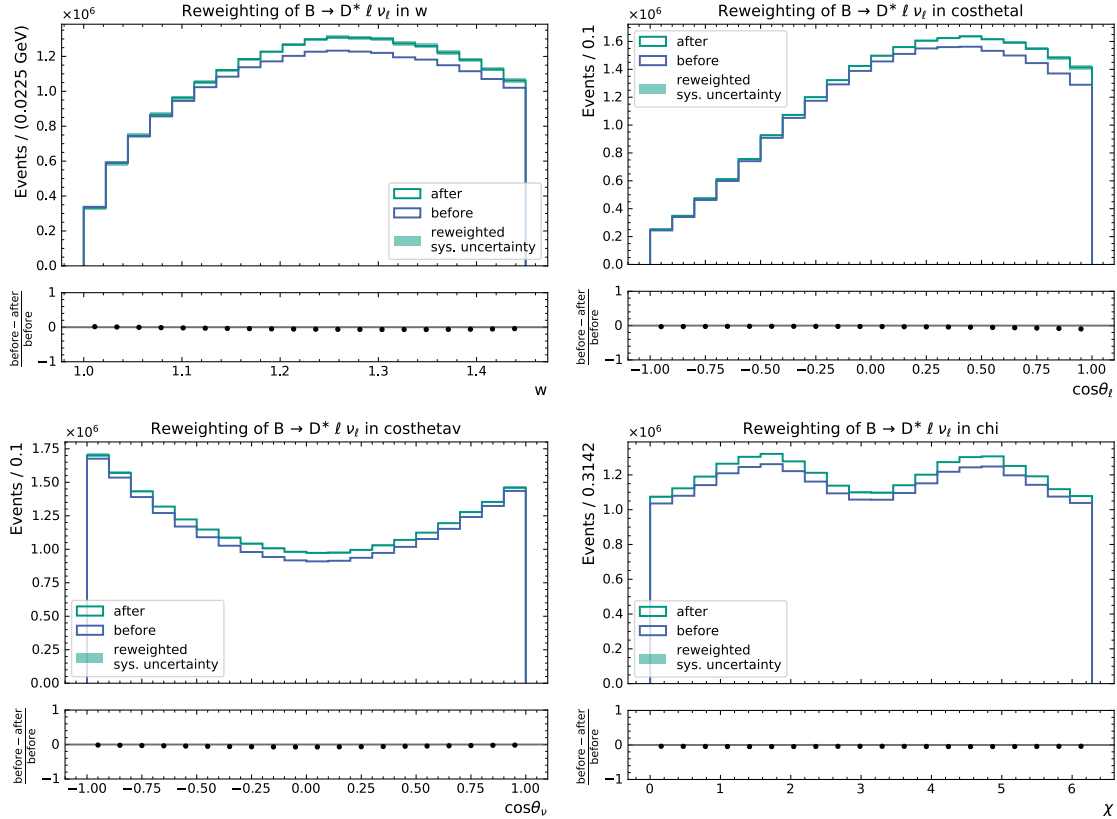 Reweighting of B → D* ℓ νℓ in w
×10⁶
Events / (0.0225 GeV)
1.2
1.0
0.8
0.6
0.4
0.2
0.0
after
before
reweighted
sys. uncertainty
before − after
before
1
0
−1
1.0 1.1 1.2 1.3 1.4
w
Reweighting of B → D* ℓ νℓ in costhetal
×10⁶
Events / 0.1
1.6
1.4
1.2
1.0
0.8
0.6
0.4
0.2
0.0
after
before
reweighted
sys. uncertainty
before − after
before
1
0
−1
−1.00 −0.75 −0.50 −0.25 0.00 0.25 0.50 0.75 1.00
cosθℓ
Reweighting of B → D* ℓ νℓ in costhetav
×10⁶
Events / 0.1
1.75
1.50
1.25
1.00
0.75
0.50
0.25
0.00
after
before
reweighted
sys. uncertainty
before − after
before
1
0
−1
−1.00 −0.75 −0.50 −0.25 0.00 0.25 0.50 0.75 1.00
cosθν
Reweighting of B → D* ℓ νℓ in chi
×10⁶
Events / 0.3142
1.2
1.0
0.8
0.6
0.4
0.2
0.0
after
before
reweighted
sys. uncertainty
before − after
before
1
0
−1
0 1 2 3 4 5 6
χ